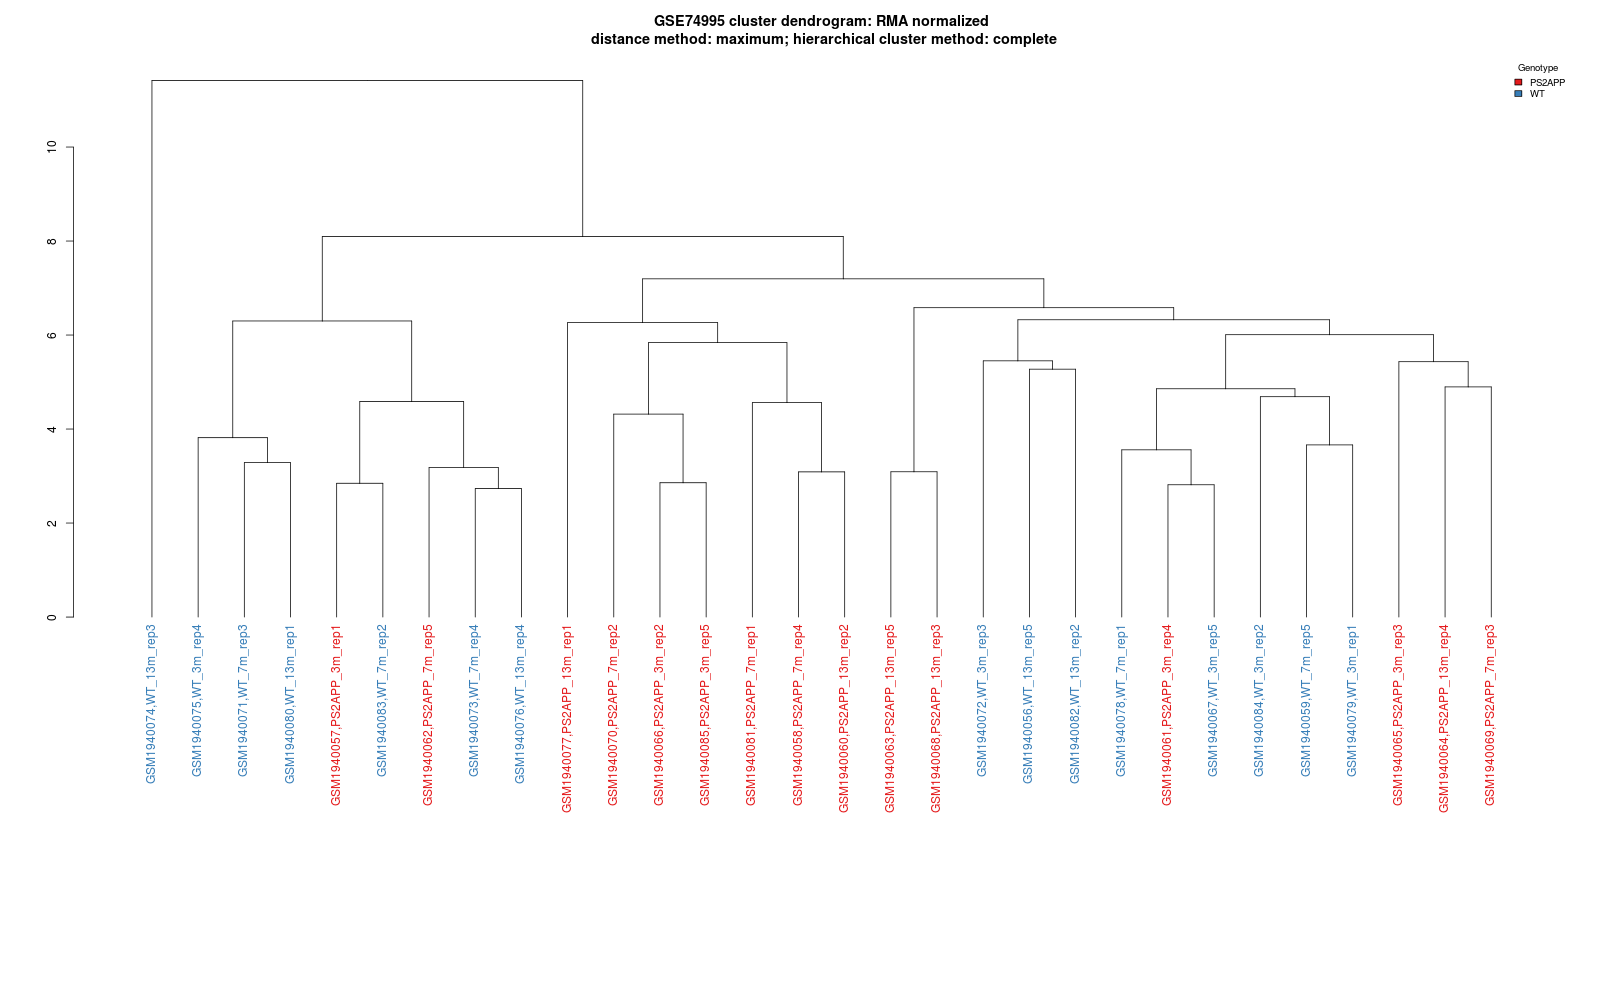 GSE74995 cluster dendrogram: RMA normalized
distance method: maximum; hierarchical cluster method: complete
Genotype
PS2APP
WT
10
8
6
4
2
0
GSM1940074,WT_13m_rep3
GSM1940075,WT_3m_rep4
GSM1940071,WT_7m_rep3
GSM1940080,WT_13m_rep1
GSM1940057,PS2APP_3m_rep1
GSM1940083,WT_7m_rep2
GSM1940062,PS2APP_7m_rep5
GSM1940073,WT_7m_rep4
GSM1940076,WT_13m_rep4
GSM1940077,PS2APP_13m_rep1
GSM1940070,PS2APP_7m_rep2
GSM1940066,PS2APP_3m_rep2
GSM1940085,PS2APP_3m_rep5
GSM1940081,PS2APP_7m_rep1
GSM1940058,PS2APP_7m_rep4
GSM1940060,PS2APP_13m_rep2
GSM1940063,PS2APP_13m_rep5
GSM1940068,PS2APP_13m_rep3
GSM1940072,WT_3m_rep3
GSM1940056,WT_13m_rep5
GSM1940082,WT_13m_rep2
GSM1940078,WT_7m_rep1
GSM1940061,PS2APP_3m_rep4
GSM1940067,WT_3m_rep5
GSM1940084,WT_3m_rep2
GSM1940059,WT_7m_rep5
GSM1940079,WT_3m_rep1
GSM1940065,PS2APP_3m_rep3
GSM1940064,PS2APP_13m_rep4
GSM1940069,PS2APP_7m_rep3